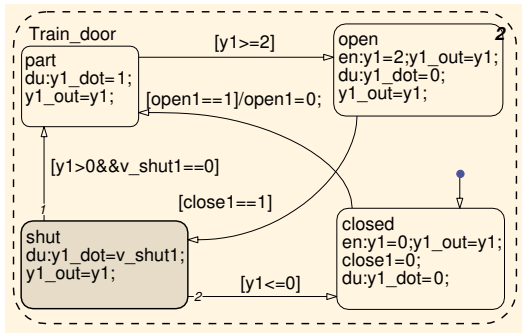 2
Train_door
part
du:y1_dot=1;
y1_out=y1;
[y1>=2]
open
en:y1=2;y1_out=y1;
du:y1_dot=0;
y1_out=y1;
[open1==1]/open1=0;
[y1>0&&v_shut1==0]
1
[close1==1]
shut
du:y1_dot=v_shut1;
y1_out=y1;
2
[y1<=0]
closed
en:y1=0;y1_out=y1;
close1=0;
du:y1_dot=0;